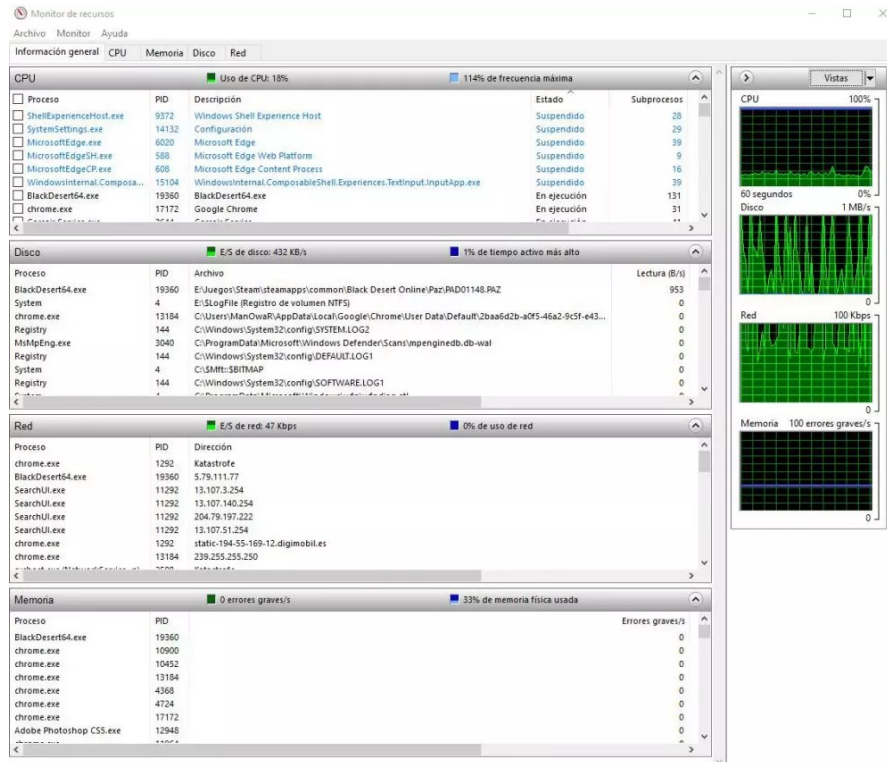 Monitor de recursos
Archivo Monitor Ayuda
Información general CPU Memoria Disco Red
CPU Uso de CPU: 18% 114% de frecuencia máxima
Proceso PID Descripción Estado Subprocesos
ShellExperienceHost.exe 9372 Windows Shell Experience Host Suspendido 28
SystemSettings.exe 14132 Configuración Suspendido 29
MicrosoftEdge.exe 6020 Microsoft Edge Suspendido 39
MicrosoftEdgeSH.exe 588 Microsoft Edge Web Platform Suspendido 9
MicrosoftEdgeCP.exe 608 Microsoft Edge Content Process Suspendido 16
WindowsInternal.Composa... 15104 WindowsInternal.ComposableShell.Experiences.TextInput.InputApp.exe Suspendido 39
BlackDesert64.exe 19360 BlackDesert64.exe En ejecución 131
chrome.exe 17172 Google Chrome En ejecución 31
Disco E/S de disco: 432 KB/s 1% de tiempo activo más alto
Proceso PID Archivo Lectura (B/s)
BlackDesert64.exe 19360 E:\Juegos\Steam\steamapps\common\Black Desert Online\Paz\PAD01148.PAZ 953
System 4 E:\$LogFile (Registro de volumen NTFS) 0
chrome.exe 13184 C:\Users\ManOwaR\AppData\Local\Google\Chrome\User Data\Default\2baa6d2b-a0f5-46a2-9c5f-e43... 0
Registry 144 C:\Windows\System32\config\SYSTEM.LOG2 0
MsMpEng.exe 3040 C:\ProgramData\Microsoft\Windows Defender\Scans\mpenginedb.db-wal 0
Registry 144 C:\Windows\System32\config\DEFAULT.LOG1 0
System 4 C:\$Mft::$BITMAP 0
Registry 144 C:\Windows\System32\config\SOFTWARE.LOG1 0
Red E/S de red: 47 Kbps 0% de uso de red
Proceso PID Dirección
chrome.exe 1292 Katastrofe
BlackDesert64.exe 19360 5.79.111.77
SearchUI.exe 11292 13.107.3.254
SearchUI.exe 11292 13.107.140.254
SearchUI.exe 11292 204.79.197.222
SearchUI.exe 11292 13.107.51.254
chrome.exe 1292 static-194-55-169-12.digimobil.es
chrome.exe 13184 239.255.255.250
Memoria 0 errores graves/s 33% de memoria física usada
Proceso PID Errores graves/s
BlackDesert64.exe 19360 0
chrome.exe 10900 0
chrome.exe 10452 0
chrome.exe 13184 0
chrome.exe 4368 0
chrome.exe 4724 0
chrome.exe 17172 0
Adobe Photoshop CS5.exe 12948 0
Vistas
CPU 100%
60 segundos 0%
Disco 1 MB/s
0
Red 100 Kbps
0
Memoria 100 errores graves/s
0